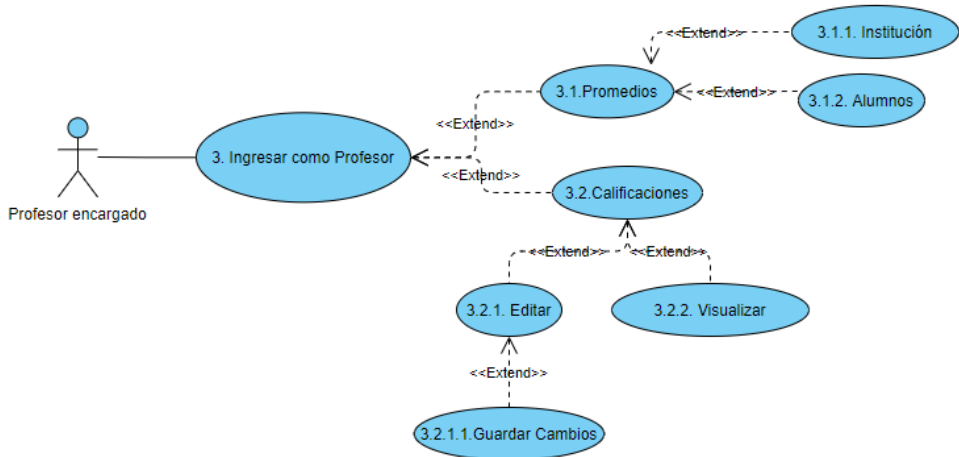 3.1.1. Institución
<<Extend>>
3.1.Promedios
<<Extend>>
3.1.2. Alumnos
<<Extend>>
3. Ingresar como Profesor
<<Extend>>
3.2.Calificaciones
Profesor encargado
<<Extend>>
<<Extend>>
3.2.1. Editar
3.2.2. Visualizar
<<Extend>>
3.2.1.1.Guardar Cambios